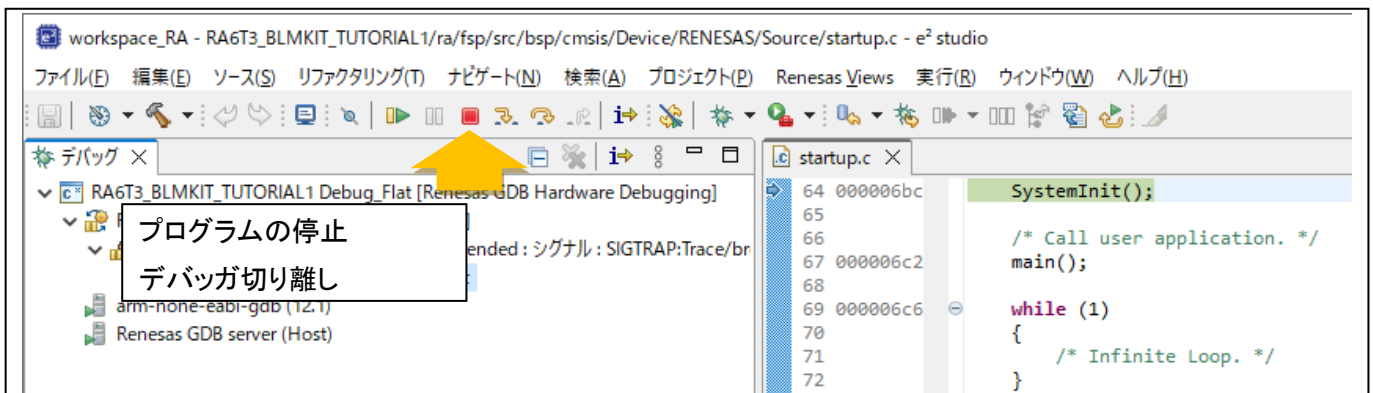 workspace_RA - RA6T3_BLMKIT_TUTORIAL1/ra/fsp/src/bsp/cmsis/Device/RENESAS/Source/startup.c - e² studio
ファイル(F) 編集(E) ソース(S) リファクタリング(T) ナビゲート(N) 検索(A) プロジェクト(P) Renesas Views 実行(R) ウィンドウ(W) ヘルプ(H)
デバッグ
startup.c
RA6T3_BLMKIT_TUTORIAL1 Debug_Flat [Renesas GDB Hardware Debugging]
プログラムの停止
ended : シグナル : SIGTRAP:Trace/br
デバッガ切り離し
arm-none-eabi-gdb (12.1)
Renesas GDB server (Host)
64 000006bc SystemInit();
65
66 /* Call user application. */
67 000006c2 main();
68
69 000006c6 while (1)
70 {
71 /* Infinite Loop. */
72 }